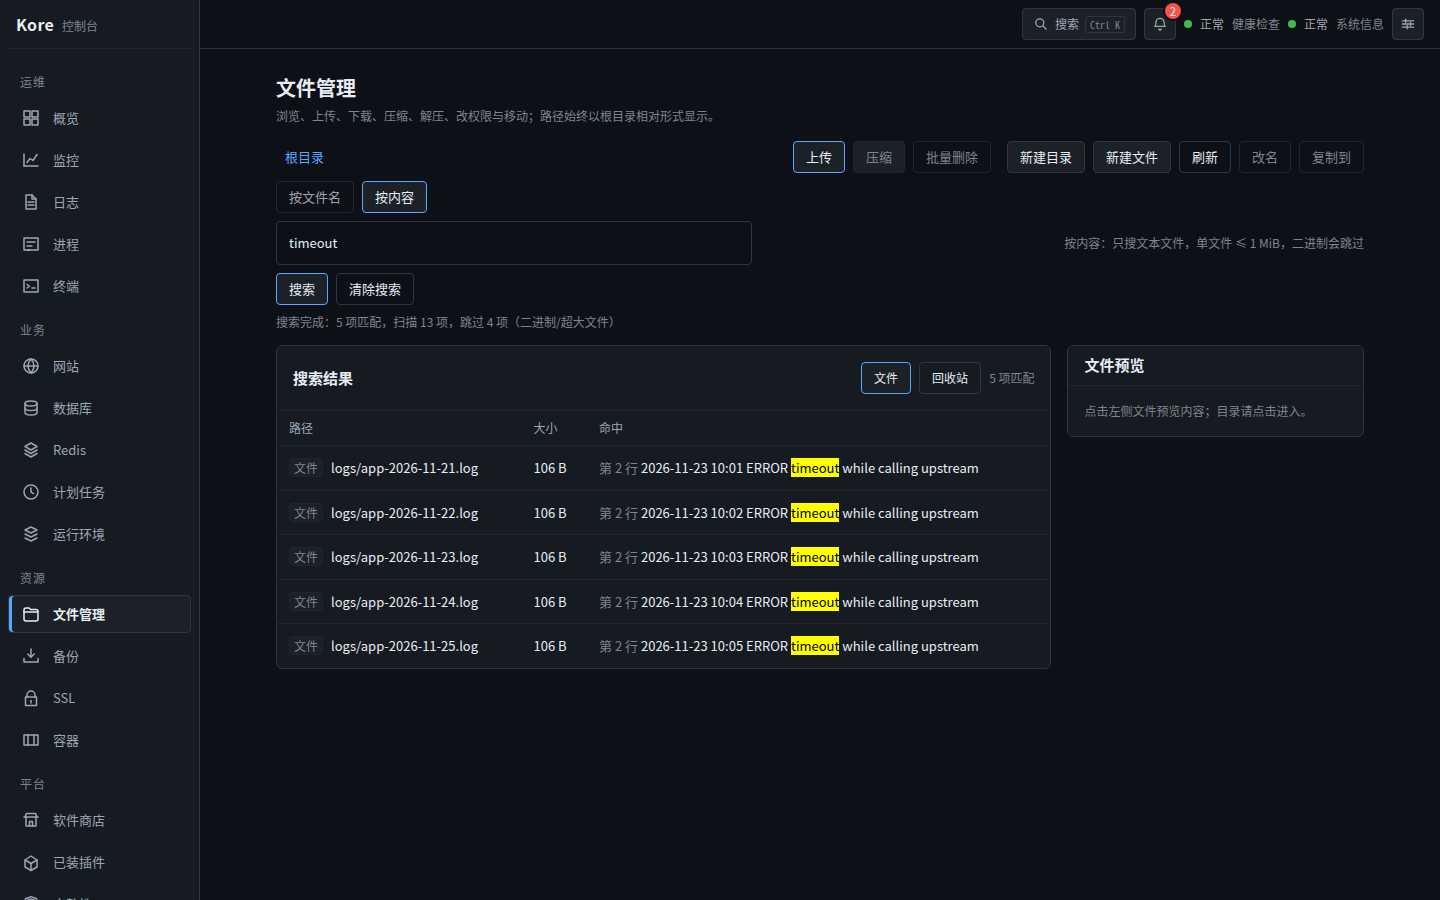 Kore 控制台
搜索 Ctrl K
2
正常 健康检查 正常 系统信息
运维
概览
监控
日志
进程
终端
业务
网站
数据库
Redis
计划任务
运行环境
资源
文件管理
备份
SSL
容器
平台
软件商店
已装插件
文件管理
浏览、上传、下载、压缩、解压、改权限与移动；路径始终以根目录相对形式显示。
根目录
上传 压缩 批量删除 新建目录 新建文件 刷新 改名 复制到
按文件名 按内容
timeout
按内容：只搜文本文件，单文件 ≤ 1 MiB，二进制会跳过
搜索 清除搜索
搜索完成：5 项匹配，扫描 13 项，跳过 4 项（二进制/超大文件）
搜索结果 文件 回收站 5 项匹配
路径 大小 命中
文件 logs/app-2026-11-21.log 106 B 第 2 行 2026-11-23 10:01 ERROR timeout while calling upstream
文件 logs/app-2026-11-22.log 106 B 第 2 行 2026-11-23 10:02 ERROR timeout while calling upstream
文件 logs/app-2026-11-23.log 106 B 第 2 行 2026-11-23 10:03 ERROR timeout while calling upstream
文件 logs/app-2026-11-24.log 106 B 第 2 行 2026-11-23 10:04 ERROR timeout while calling upstream
文件 logs/app-2026-11-25.log 106 B 第 2 行 2026-11-23 10:05 ERROR timeout while calling upstream
文件预览
点击左侧文件预览内容；目录请点击进入。